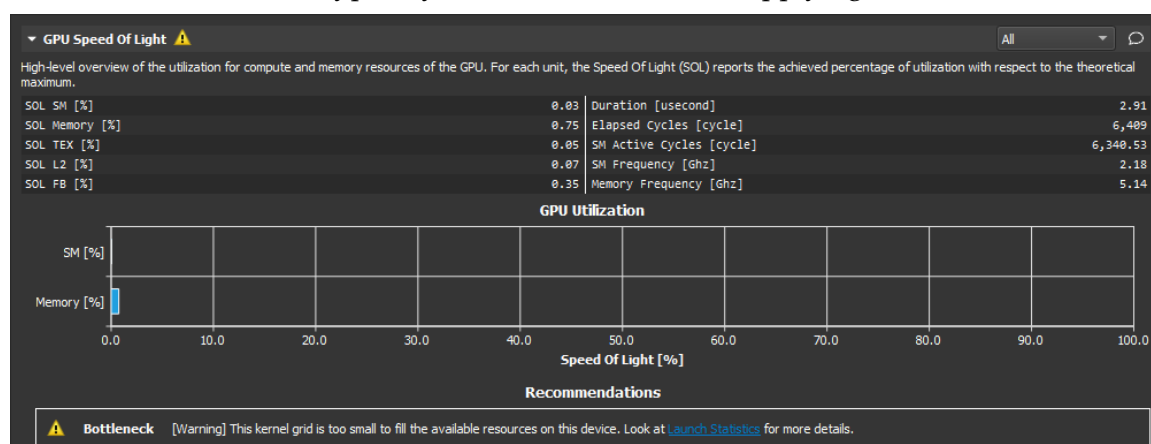 GPU Speed Of Light
All
High-level overview of the utilization for compute and memory resources of the GPU. For each unit, the Speed Of Light (SOL) reports the achieved percentage of utilization with respect to the theoretical
maximum.
SOL SM [%] 0.03 Duration [usecond] 2.91
SOL Memory [%] 0.75 Elapsed Cycles [cycle] 6,409
SOL TEX [%] 0.05 SM Active Cycles [cycle] 6,340.53
SOL L2 [%] 0.07 SM Frequency [Ghz] 2.18
SOL FB [%] 0.35 Memory Frequency [Ghz] 5.14
GPU Utilization
SM [%]
Memory [%]
0.0 10.0 20.0 30.0 40.0 50.0 60.0 70.0 80.0 90.0 100.0
Speed Of Light [%]
Recommendations
Bottleneck [Warning] This kernel grid is too small to fill the available resources on this device. Look at Launch Statistics for more details.